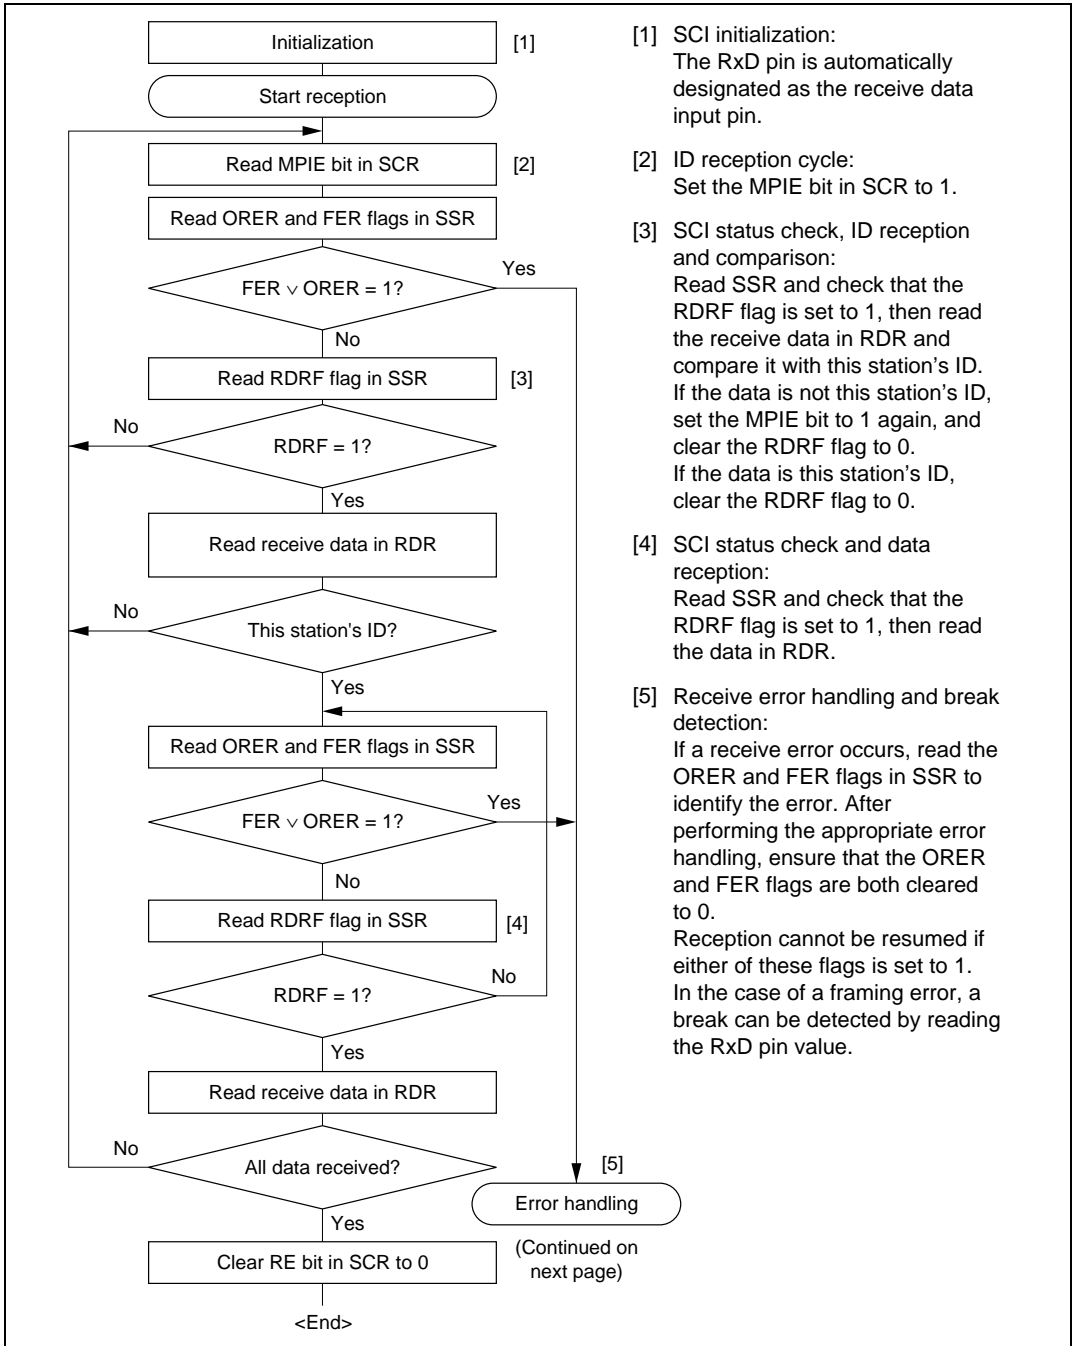 Initialization
[1]
Start reception
Read MPIE bit in SCR
[2]
Read ORER and FER flags in SSR
FER ∨ ORER = 1?
Yes
No
Read RDRF flag in SSR
[3]
No
RDRF = 1?
Yes
Read receive data in RDR
No
This station's ID?
Yes
Read ORER and FER flags in SSR
FER ∨ ORER = 1?
Yes
No
Read RDRF flag in SSR
[4]
No
RDRF = 1?
Yes
Read receive data in RDR
No
All data received?
[5]
Error handling
Yes
(Continued on
next page)
Clear RE bit in SCR to 0
<End>
[1] SCI initialization:
The RxD pin is automatically
designated as the receive data
input pin.
[2] ID reception cycle:
Set the MPIE bit in SCR to 1.
[3] SCI status check, ID reception
and comparison:
Read SSR and check that the
RDRF flag is set to 1, then read
the receive data in RDR and
compare it with this station's ID.
If the data is not this station's ID,
set the MPIE bit to 1 again, and
clear the RDRF flag to 0.
If the data is this station's ID,
clear the RDRF flag to 0.
[4] SCI status check and data
reception:
Read SSR and check that the
RDRF flag is set to 1, then read
the data in RDR.
[5] Receive error handling and break
detection:
If a receive error occurs, read the
ORER and FER flags in SSR to
identify the error. After
performing the appropriate error
handling, ensure that the ORER
and FER flags are both cleared
to 0.
Reception cannot be resumed if
either of these flags is set to 1.
In the case of a framing error, a
break can be detected by reading
the RxD pin value.